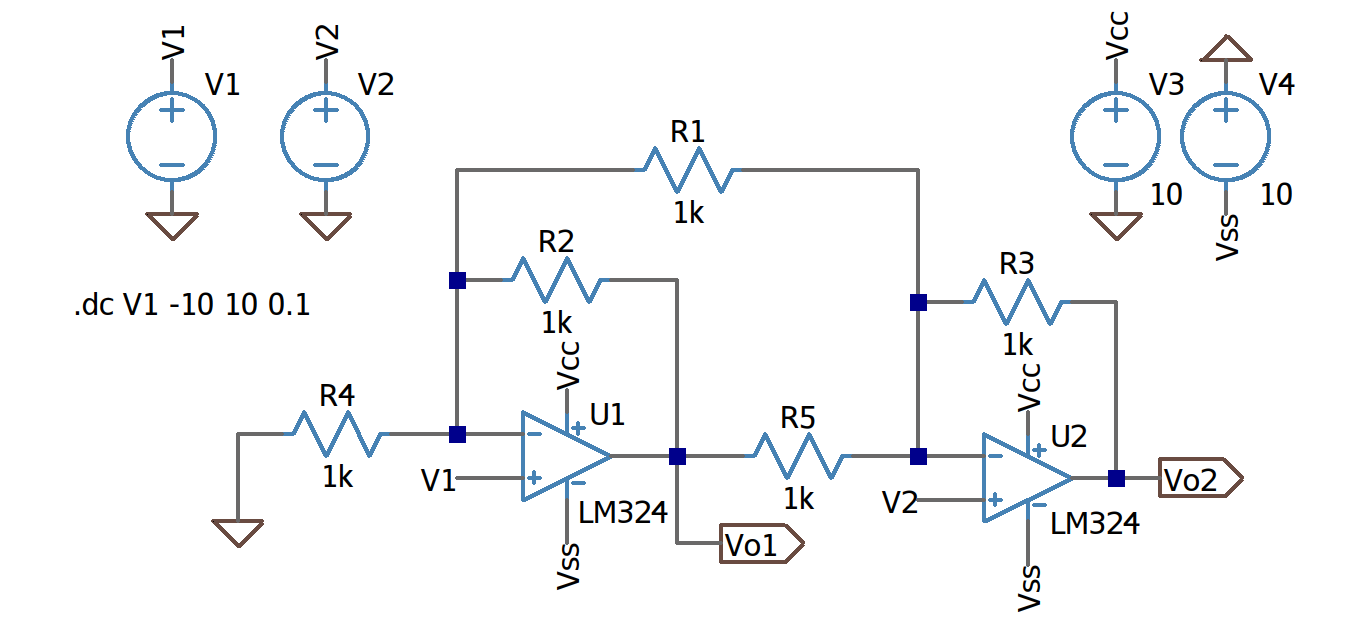 V1
V1
V2
V2
Vcc
V3
10
V4
10
Vss
.dc V1 -10 10 0.1
R1
1k
R2
1k
R3
1k
R4
1k
Vcc
U1
V1
LM324
Vss
R5
1k
Vo1
Vcc
U2
V2
LM324
Vss
Vo2